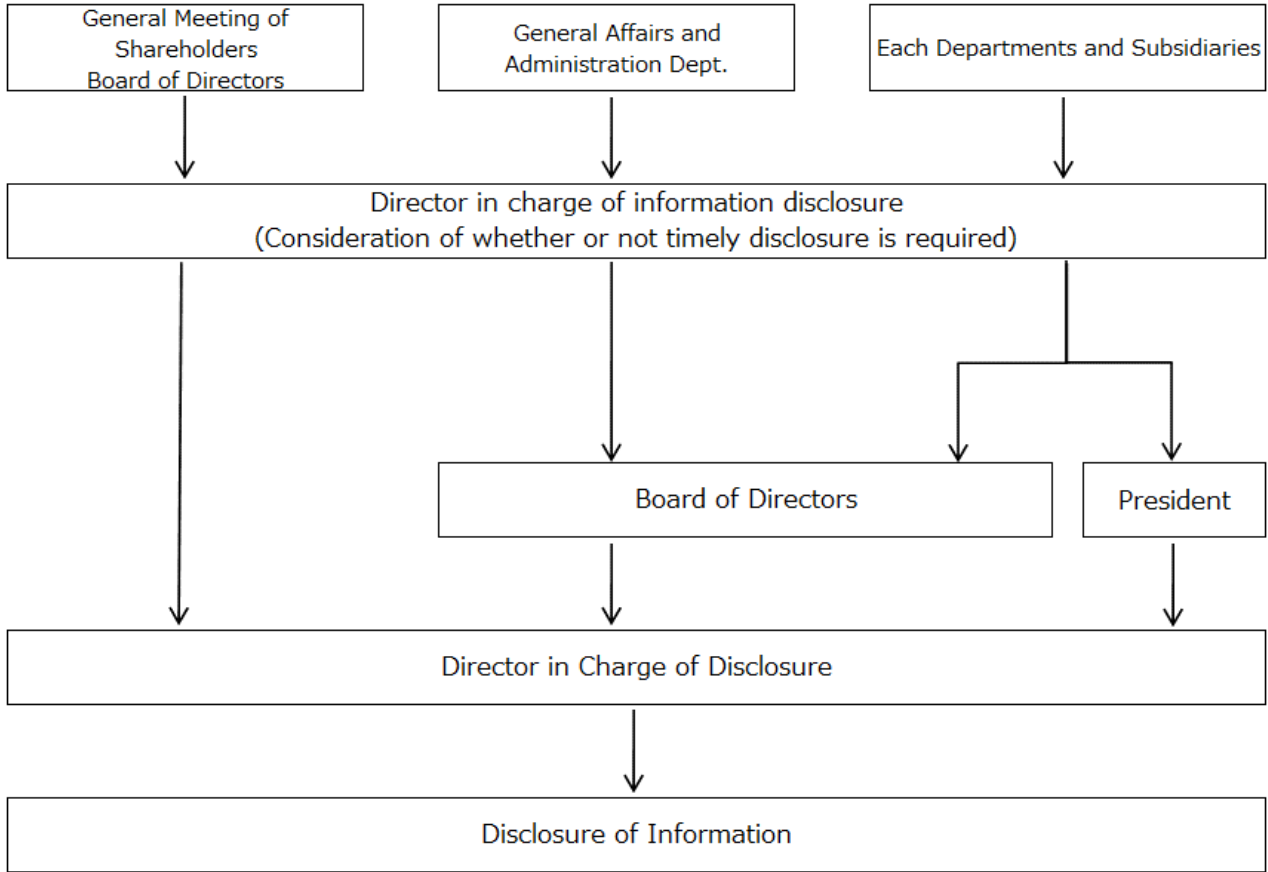 General Meeting of
Shareholders
Board of Directors
General Affairs and
Administration Dept.
Each Departments and Subsidiaries
Director in charge of information disclosure
(Consideration of whether or not timely disclosure is required)
Board of Directors
President
Director in Charge of Disclosure
Disclosure of Information